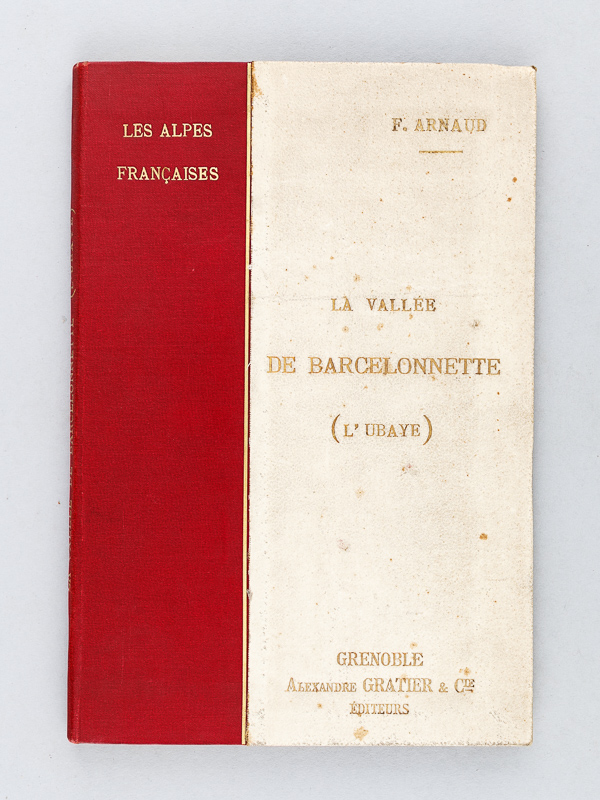 LES ALPES
FRANÇAISES
F. ARNAUD
LA VALLÉE
DE BARCELONNETTE
(L'UBAYE)
GRENOBLE
ALEXANDRE GRATIER & CIE
ÉDITEURS